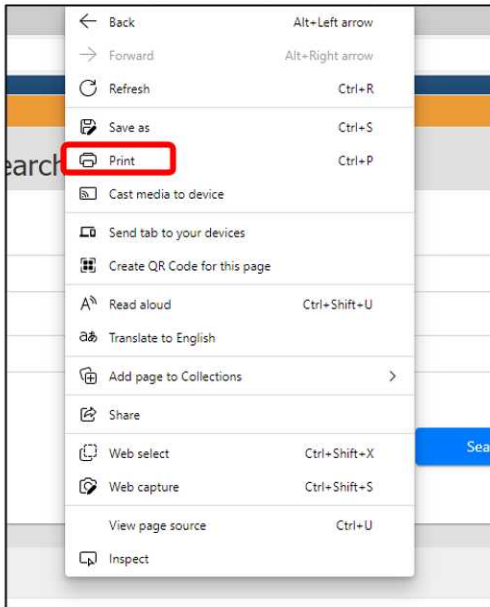 Back Alt+Left arrow
Forward Alt+Right arrow
Refresh Ctrl+R
Save as Ctrl+S
earch
Print Ctrl+P
Cast media to device
Send tab to your devices
Create QR Code for this page
Read aloud Ctrl+Shift+U
Translate to English
Add page to Collections
Share
Web select Ctrl+Shift+X
Sea
Web capture Ctrl+Shift+S
View page source Ctrl+U
Inspect